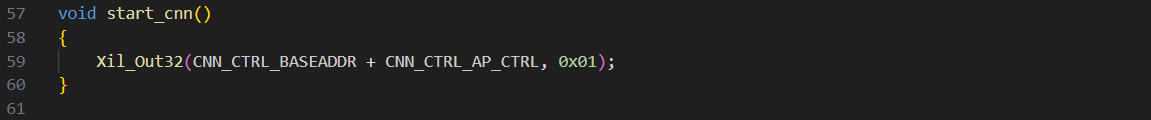 57 void start_cnn()
58 {
59     Xil_Out32(CNN_CTRL_BASEADDR + CNN_CTRL_AP_CTRL, 0x01);
60 }
61